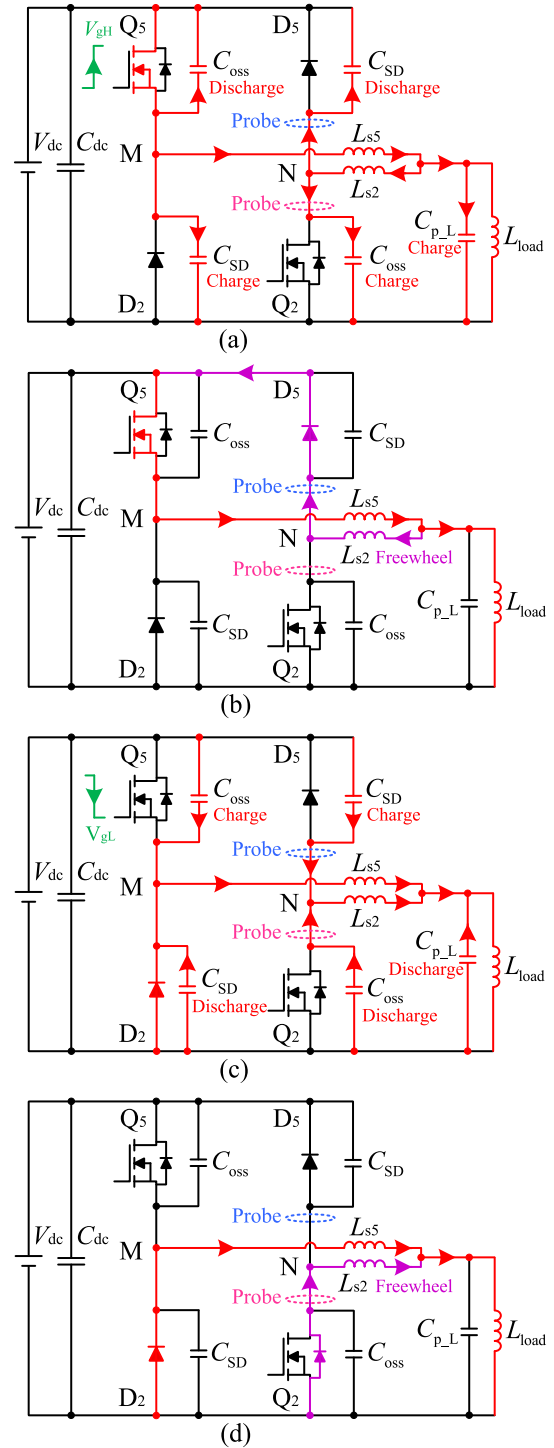 VgH
Q5
D5
Coss
Discharge
CSD
Discharge
Probe
Vdc
Cdc
M
N
Ls5
Ls2
Probe
CSD
Charge
Coss
Charge
Cp_L
Charge
Lload
D2
Q2
(a)
Q5
D5
Coss
CSD
Probe
Vdc
Cdc
M
N
Ls5
Ls2 Freewheel
Probe
CSD
Coss
Cp_L
Lload
D2
Q2
(b)
Q5
D5
VgL
Coss
Charge
CSD
Charge
Probe
Vdc
Cdc
M
N
Ls5
Ls2
Probe
CSD
Discharge
Coss
Discharge
Cp_L
Discharge
Lload
D2
Q2
(c)
Q5
D5
Coss
CSD
Probe
Vdc
Cdc
M
N
Ls5
Ls2 Freewheel
Probe
CSD
Coss
Cp_L
Lload
D2
Q2
(d)